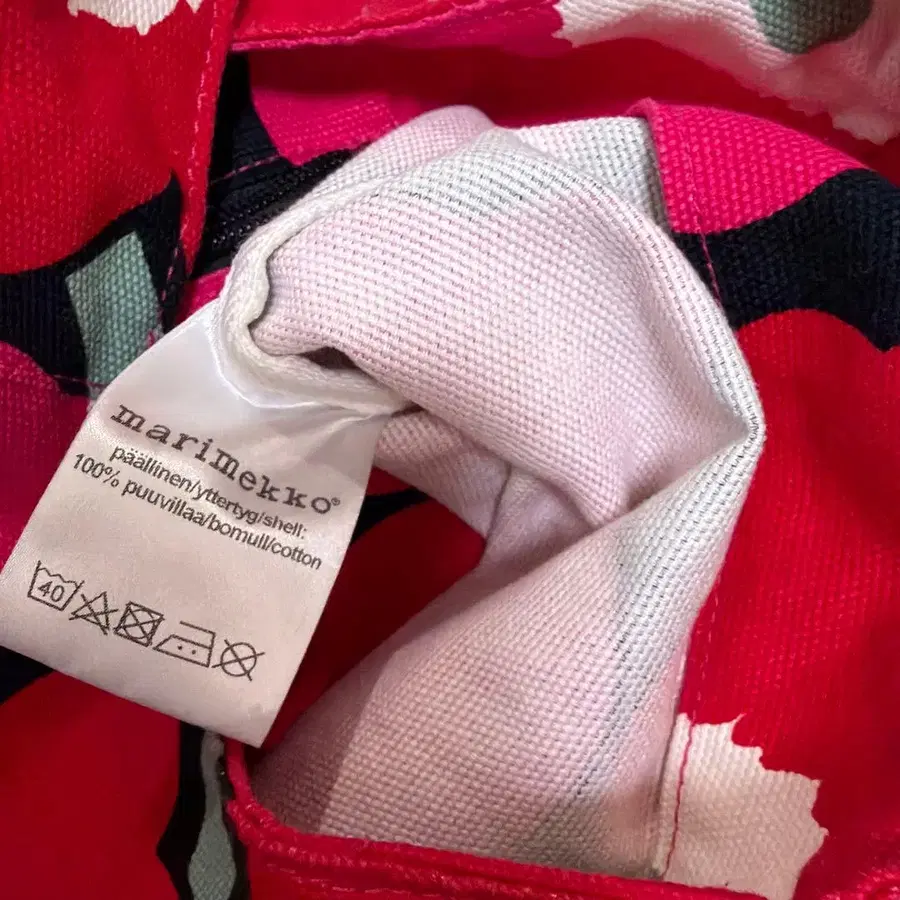 marimekko®
päällinen/yttertyg/shell:
100% puuvillaa/bomull/cotton
40